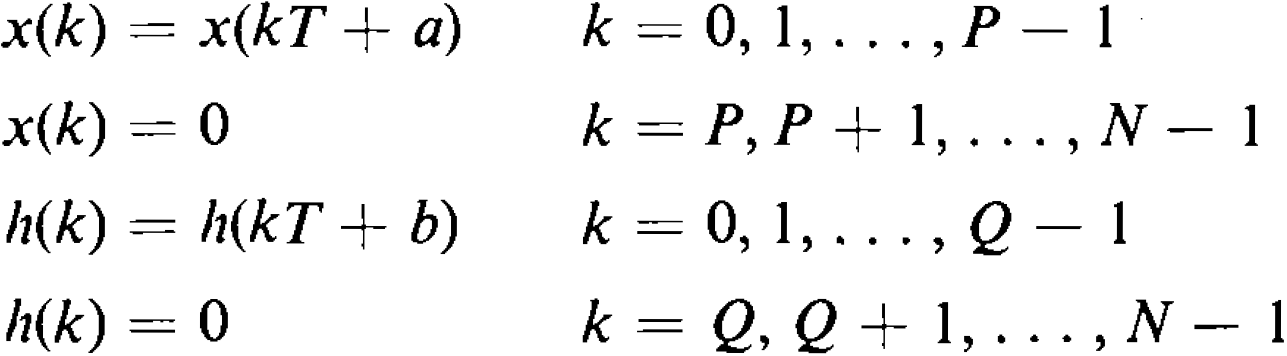 x(k) = x(kT + a) k = 0, 1, . . . , P − 1
x(k) = 0 k = P, P + 1, . . . , N − 1
h(k) = h(kT + b) k = 0, 1, . . . , Q − 1
h(k) = 0 k = Q, Q + 1, . . . , N − 1